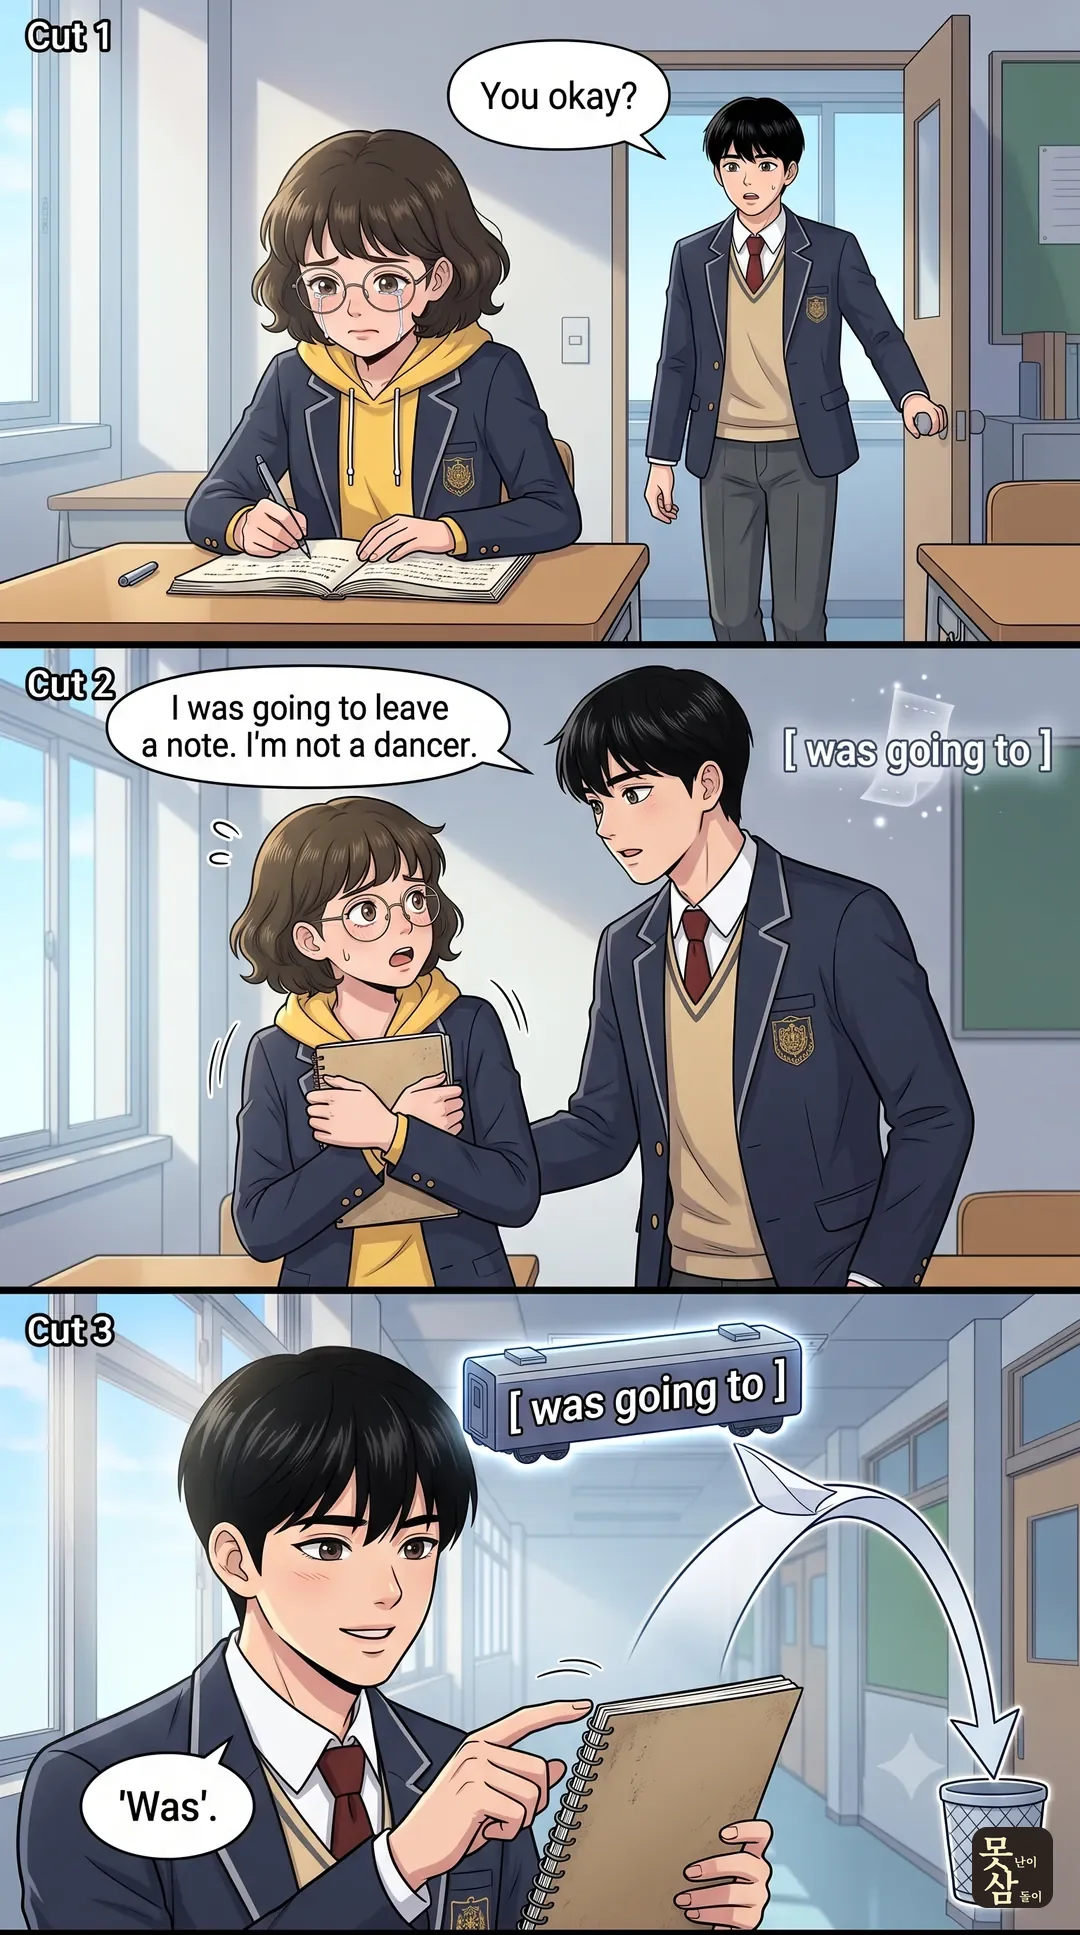 Cut 1
You okay?
Cut 2
I was going to leave
a note. I'm not a dancer.
[ was going to ]
Cut 3
[ was going to ]
'Was'.
못난이
삼돌이